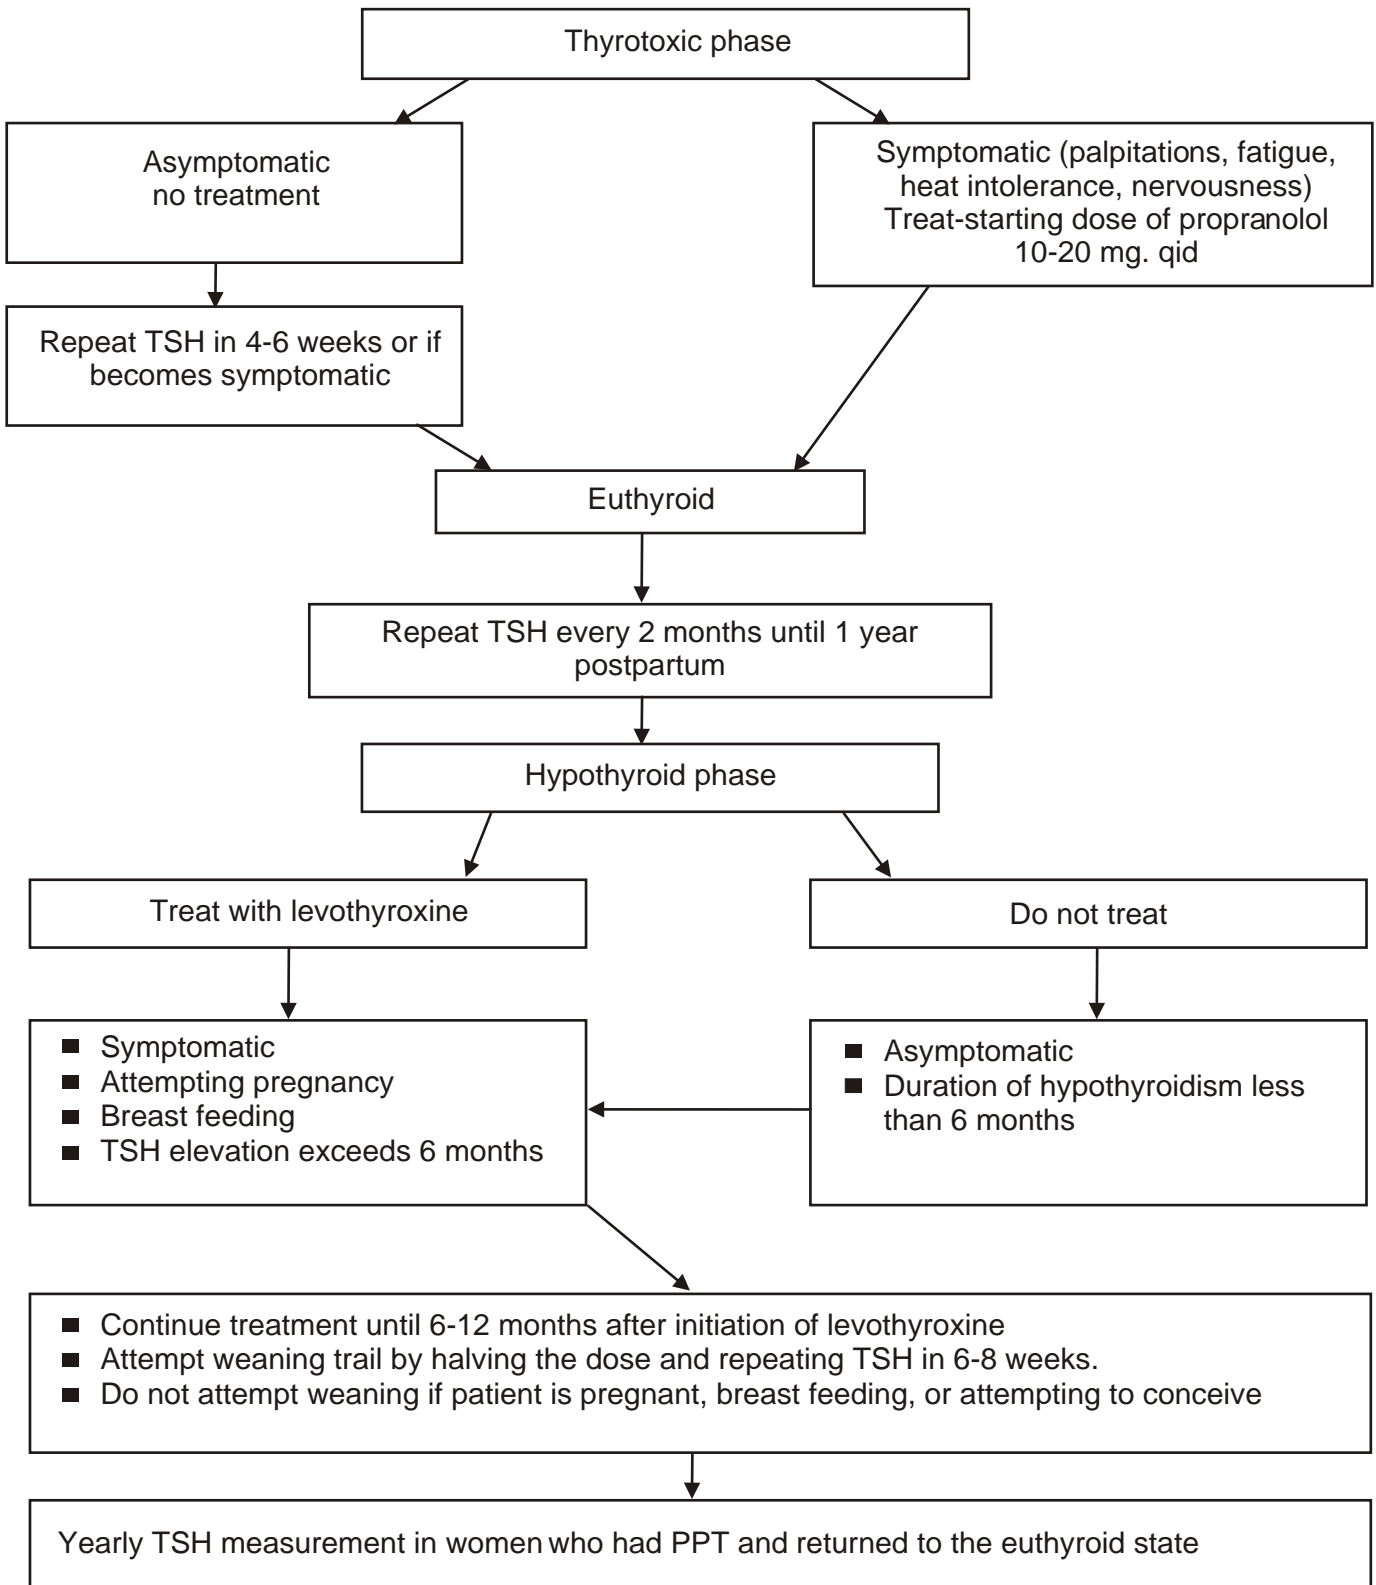 Thyrotoxic phase
Asymptomatic
no treatment
Symptomatic (palpitations, fatigue,
heat intolerance, nervousness)
Treat-starting dose of propranolol
10-20 mg. qid
Repeat TSH in 4-6 weeks or if
becomes symptomatic
Euthyroid
Repeat TSH every 2 months until 1 year
postpartum
Hypothyroid phase
Treat with levothyroxine
Do not treat
■ Symptomatic
■ Attempting pregnancy
■ Breast feeding
■ TSH elevation exceeds 6 months
■ Asymptomatic
■ Duration of hypothyroidism less
than 6 months
■ Continue treatment until 6-12 months after initiation of levothyroxine
■ Attempt weaning trail by halving the dose and repeating TSH in 6-8 weeks.
■ Do not attempt weaning if patient is pregnant, breast feeding, or attempting to conceive
Yearly TSH measurement in women who had PPT and returned to the euthyroid state